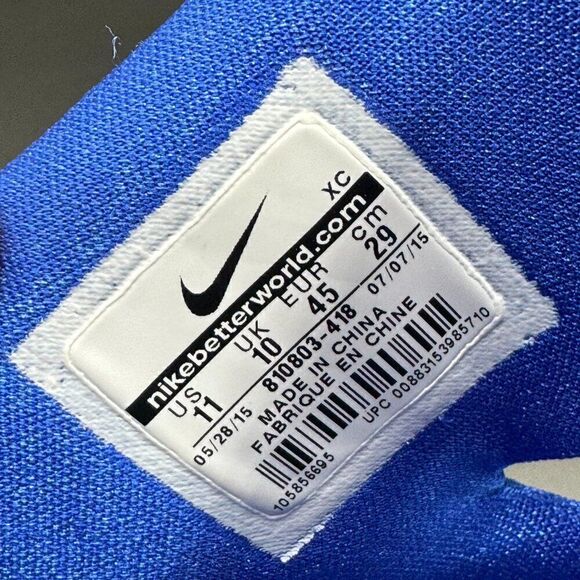 XC
nikebetterworld.com
US UK EUR cm
11 10 45 29
05/28/15 810803-418 07/07/15
MADE IN CHINA
FABRIQUE EN CHINE
105856695 UPC 00883153985710